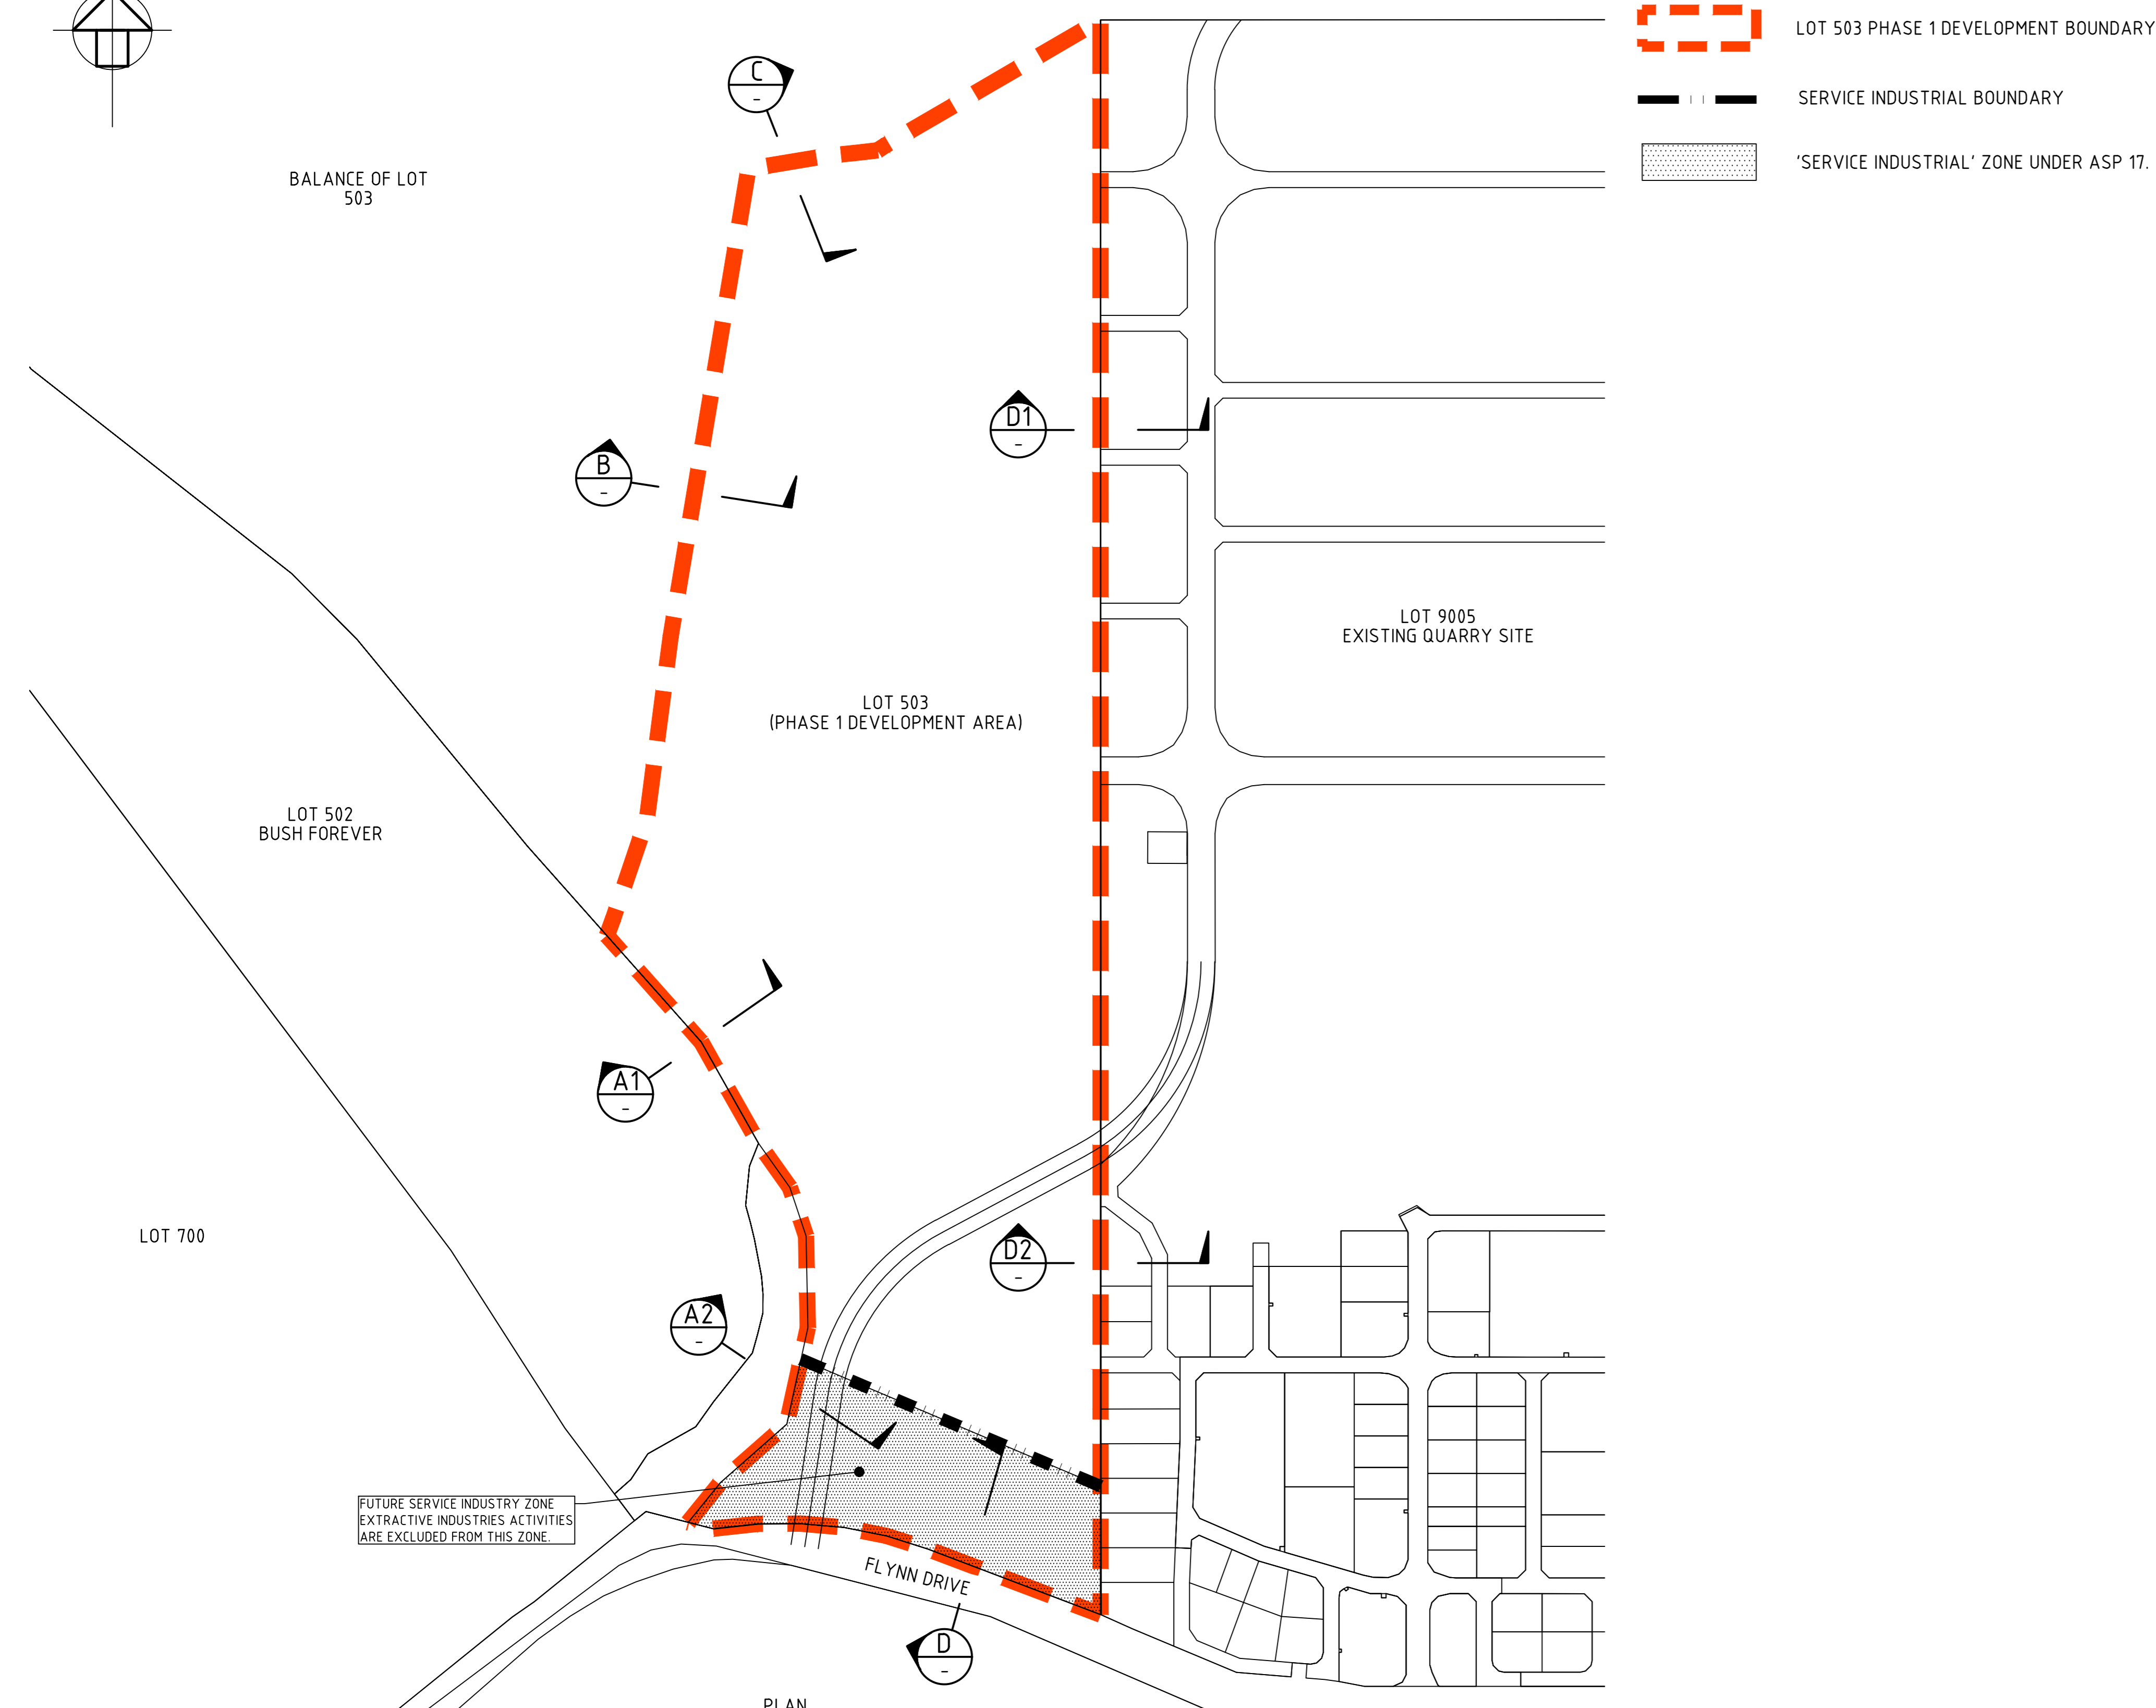 LOT 503 PHASE 1 DEVELOPMENT BOUNDARY
SERVICE INDUSTRIAL BOUNDARY
'SERVICE INDUSTRIAL' ZONE UNDER ASP 17.
C
-
BALANCE OF LOT
503
D1
-
B
-
LOT 9005
EXISTING QUARRY SITE
LOT 503
(PHASE 1 DEVELOPMENT AREA)
LOT 502
BUSH FOREVER
A1
-
LOT 700
D2
-
A2
-
FUTURE SERVICE INDUSTRY ZONE
EXTRACTIVE INDUSTRIES ACTIVITIES
ARE EXCLUDED FROM THIS ZONE.
FLYNN DRIVE
D
-
PLAN